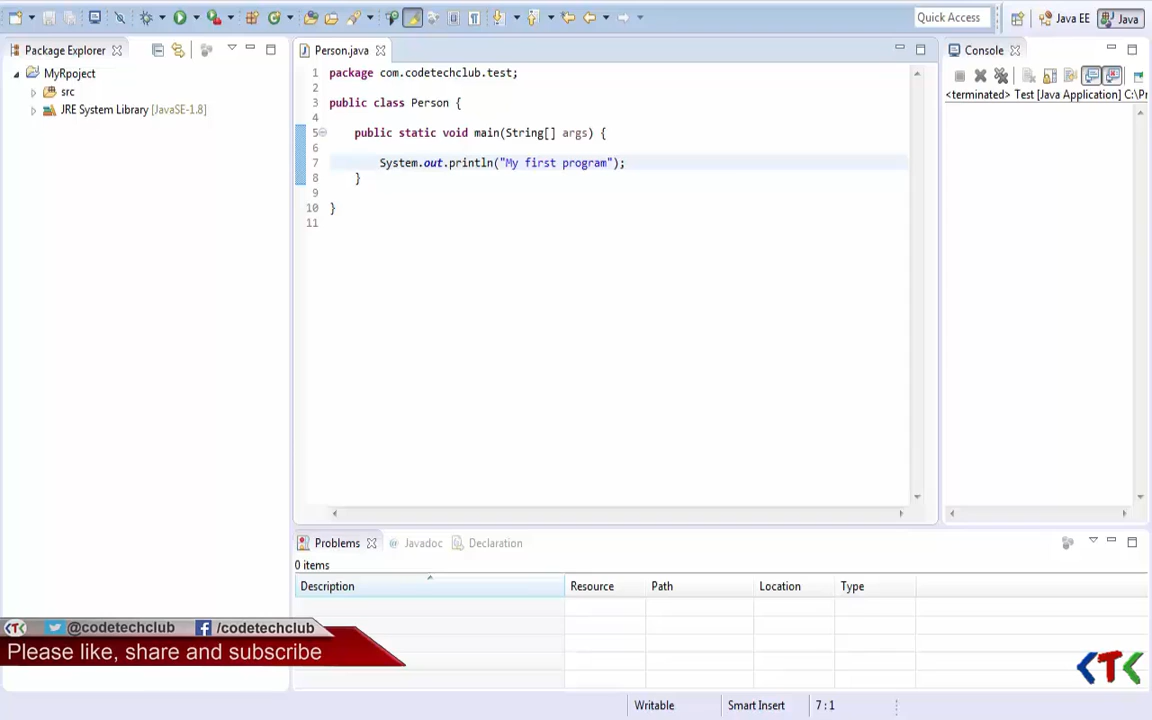 Quick Access
Java EE
Java
Package Explorer
MyRpoject
src
JRE System Library [JavaSE-1.8]
Person.java
1 package com.codetechclub.test;
2
3 public class Person {
4
5 public static void main(String[] args) {
6
7 System.out.println("My first program");
8 }
9
10 }
11
Console
<terminated> Test [Java Application] C:\Pr
Problems
@ Javadoc
Declaration
0 items
Description Resource Path Location Type
CTC @codetechclub /codetechclub
Please like, share and subscribe
CTC
Writable Smart Insert 7 : 1